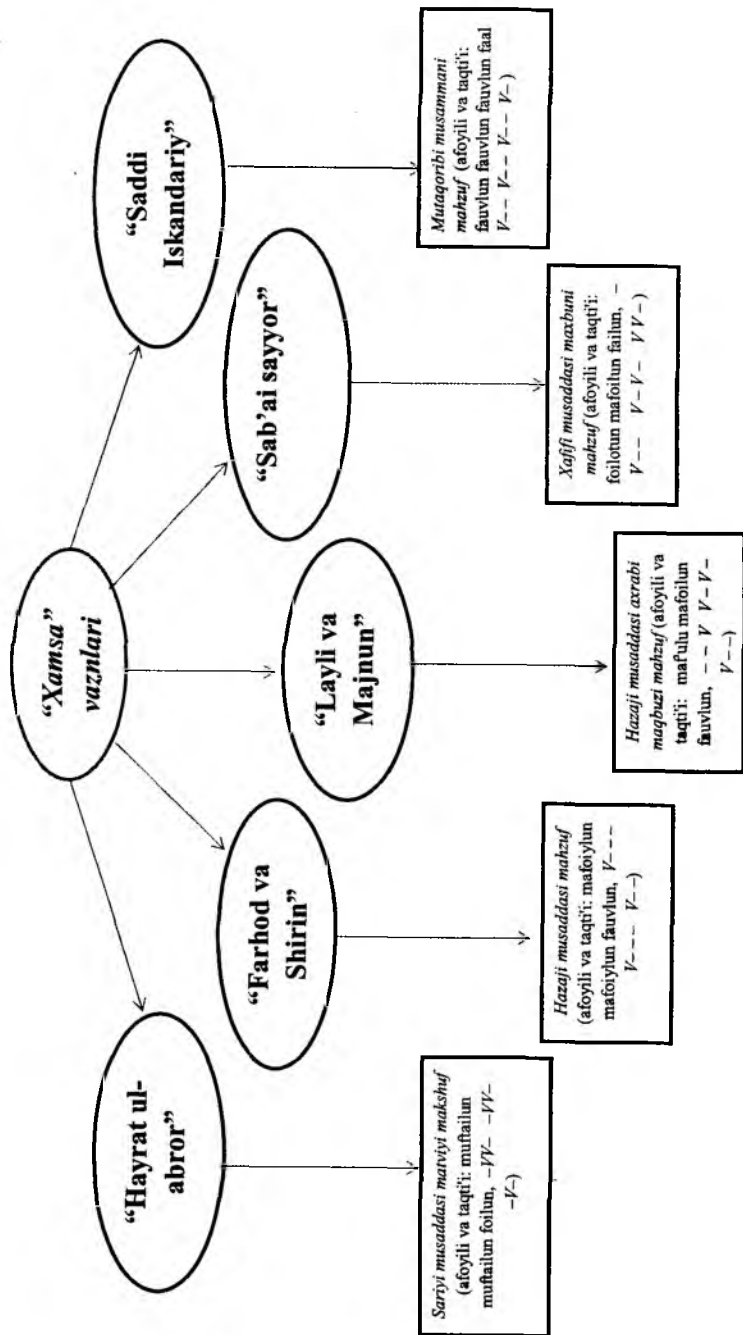 “Xamsa”
vaznlari
“Hayrat ul-
abror”
“Farhod va
Shirin”
“Layli va
Majnun”
“Sab’ai sayyor”
“Saddi
Iskandariy”
Sariyi musaddasi matviyi makshuf
(afoyili va taqti’i: muftailun
muftailun foilun, –VV– –VV–
–V–)
Hazaji musaddasi mahzuf
(afoyili va taqti’i: mafoiylun
mafoiylun fauvlun, V– – –
V– – – V– –)
Hazaji musaddasi axrabi
maqbuzi mahzuf (afoyili va
taqti’i: maf’ulu mafoilun
fauvlun, – – V V–V–
V– –)
Xafifi musaddasi maxbuni
mahzuf (afoyili va taqti’i:
foilotun mafoilun failun, –
V – – V–V– V V –)
Mutaqoribi musammani
mahzuf (afoyili va taqti’i:
fauvlun fauvlun fauvlun faal
V– – V– – V– – V–)